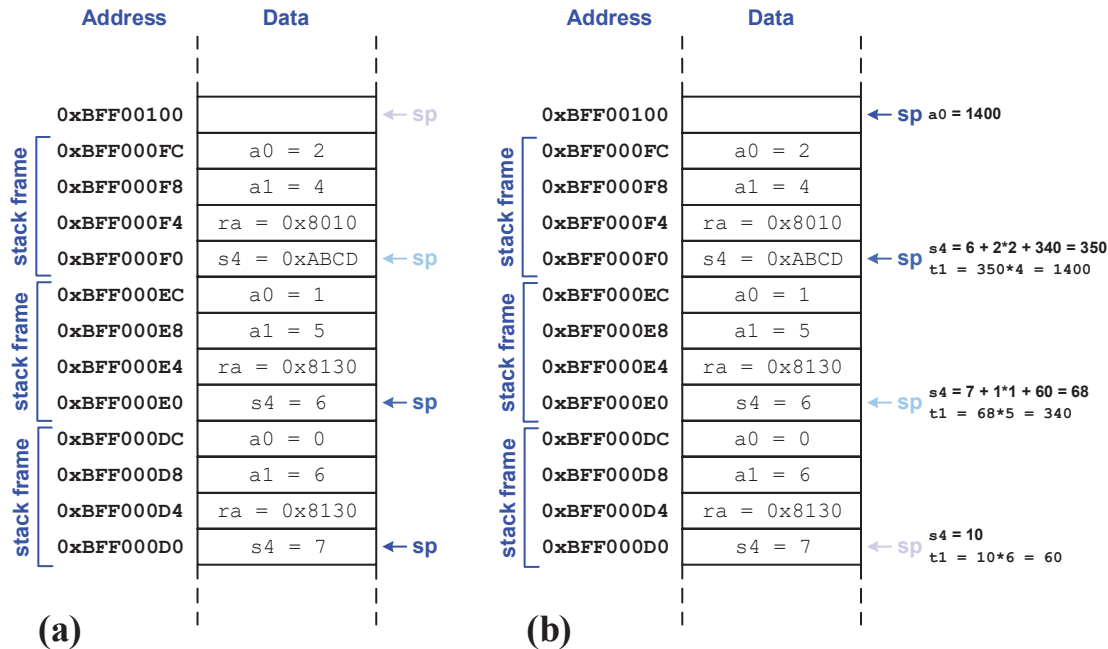 Address Data
0xBFF00100 sp
0xBFF000FC a0 = 2
0xBFF000F8 a1 = 4
0xBFF000F4 ra = 0x8010
0xBFF000F0 s4 = 0xABCD sp
stack frame
0xBFF000EC a0 = 1
0xBFF000E8 a1 = 5
0xBFF000E4 ra = 0x8130
0xBFF000E0 s4 = 6 sp
stack frame
0xBFF000DC a0 = 0
0xBFF000D8 a1 = 6
0xBFF000D4 ra = 0x8130
0xBFF000D0 s4 = 7 sp
stack frame
(a)
Address Data
0xBFF00100 sp a0 = 1400
0xBFF000FC a0 = 2
0xBFF000F8 a1 = 4
0xBFF000F4 ra = 0x8010
0xBFF000F0 s4 = 0xABCD sp
s4 = 6 + 2*2 + 340 = 350
t1 = 350*4 = 1400
stack frame
0xBFF000EC a0 = 1
0xBFF000E8 a1 = 5
0xBFF000E4 ra = 0x8130
0xBFF000E0 s4 = 6 sp
s4 = 7 + 1*1 + 60 = 68
t1 = 68*5 = 340
stack frame
0xBFF000DC a0 = 0
0xBFF000D8 a1 = 6
0xBFF000D4 ra = 0x8130
0xBFF000D0 s4 = 7 sp
s4 = 10
t1 = 10*6 = 60
stack frame
(b)